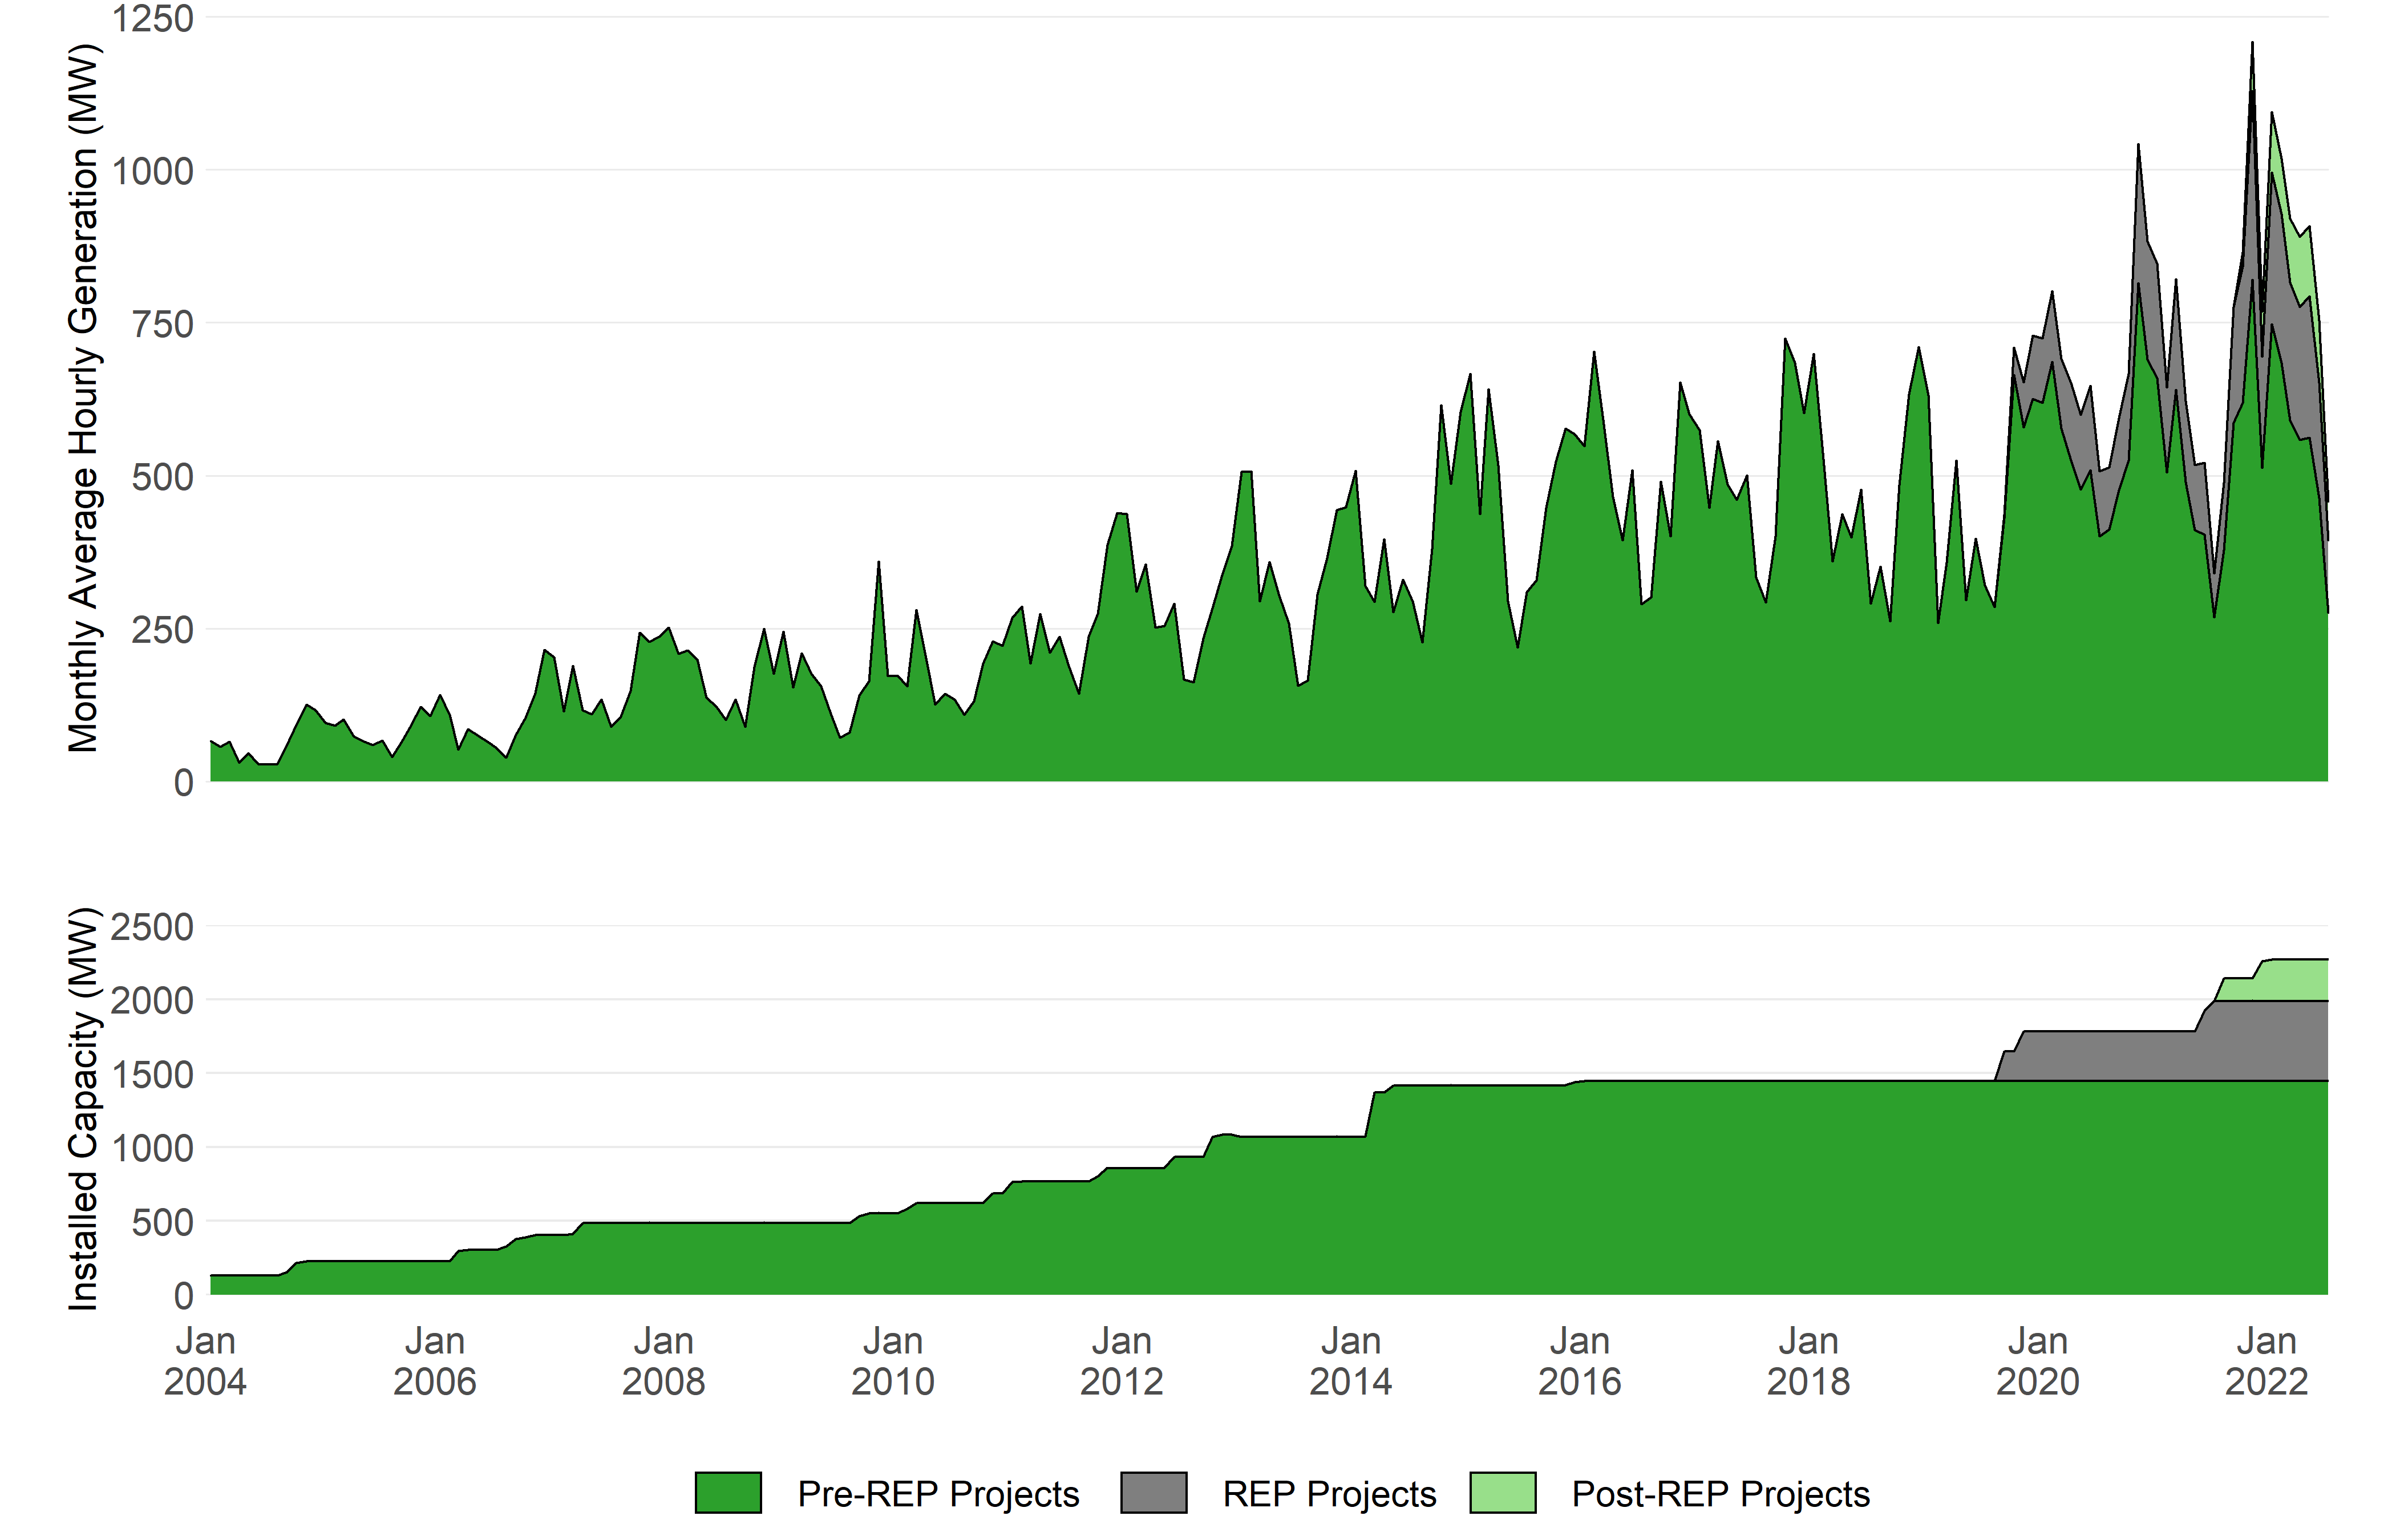 Monthly Average Hourly Generation (MW)
1250
1000
750
500
250
0
Installed Capacity (MW)
2500
2000
1500
1000
500
0
Jan Jan Jan Jan Jan Jan Jan Jan Jan Jan
2004 2006 2008 2010 2012 2014 2016 2018 2020 2022
Pre-REP Projects REP Projects Post-REP Projects